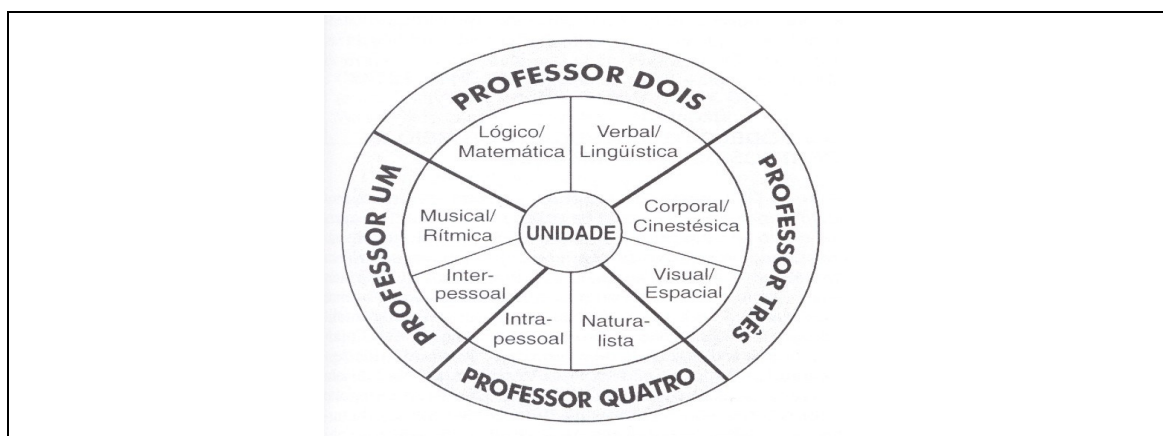 PROFESSOR DOIS
Lógico/
Matemática
Verbal/
Lingüística
PROFESSOR UM
PROFESSOR TRÊS
Musical/
Rítmica
Corporal/
Cinestésica
UNIDADE
Inter-
pessoal
Visual/
Espacial
Intra-
pessoal
Natura-
lista
PROFESSOR QUATRO